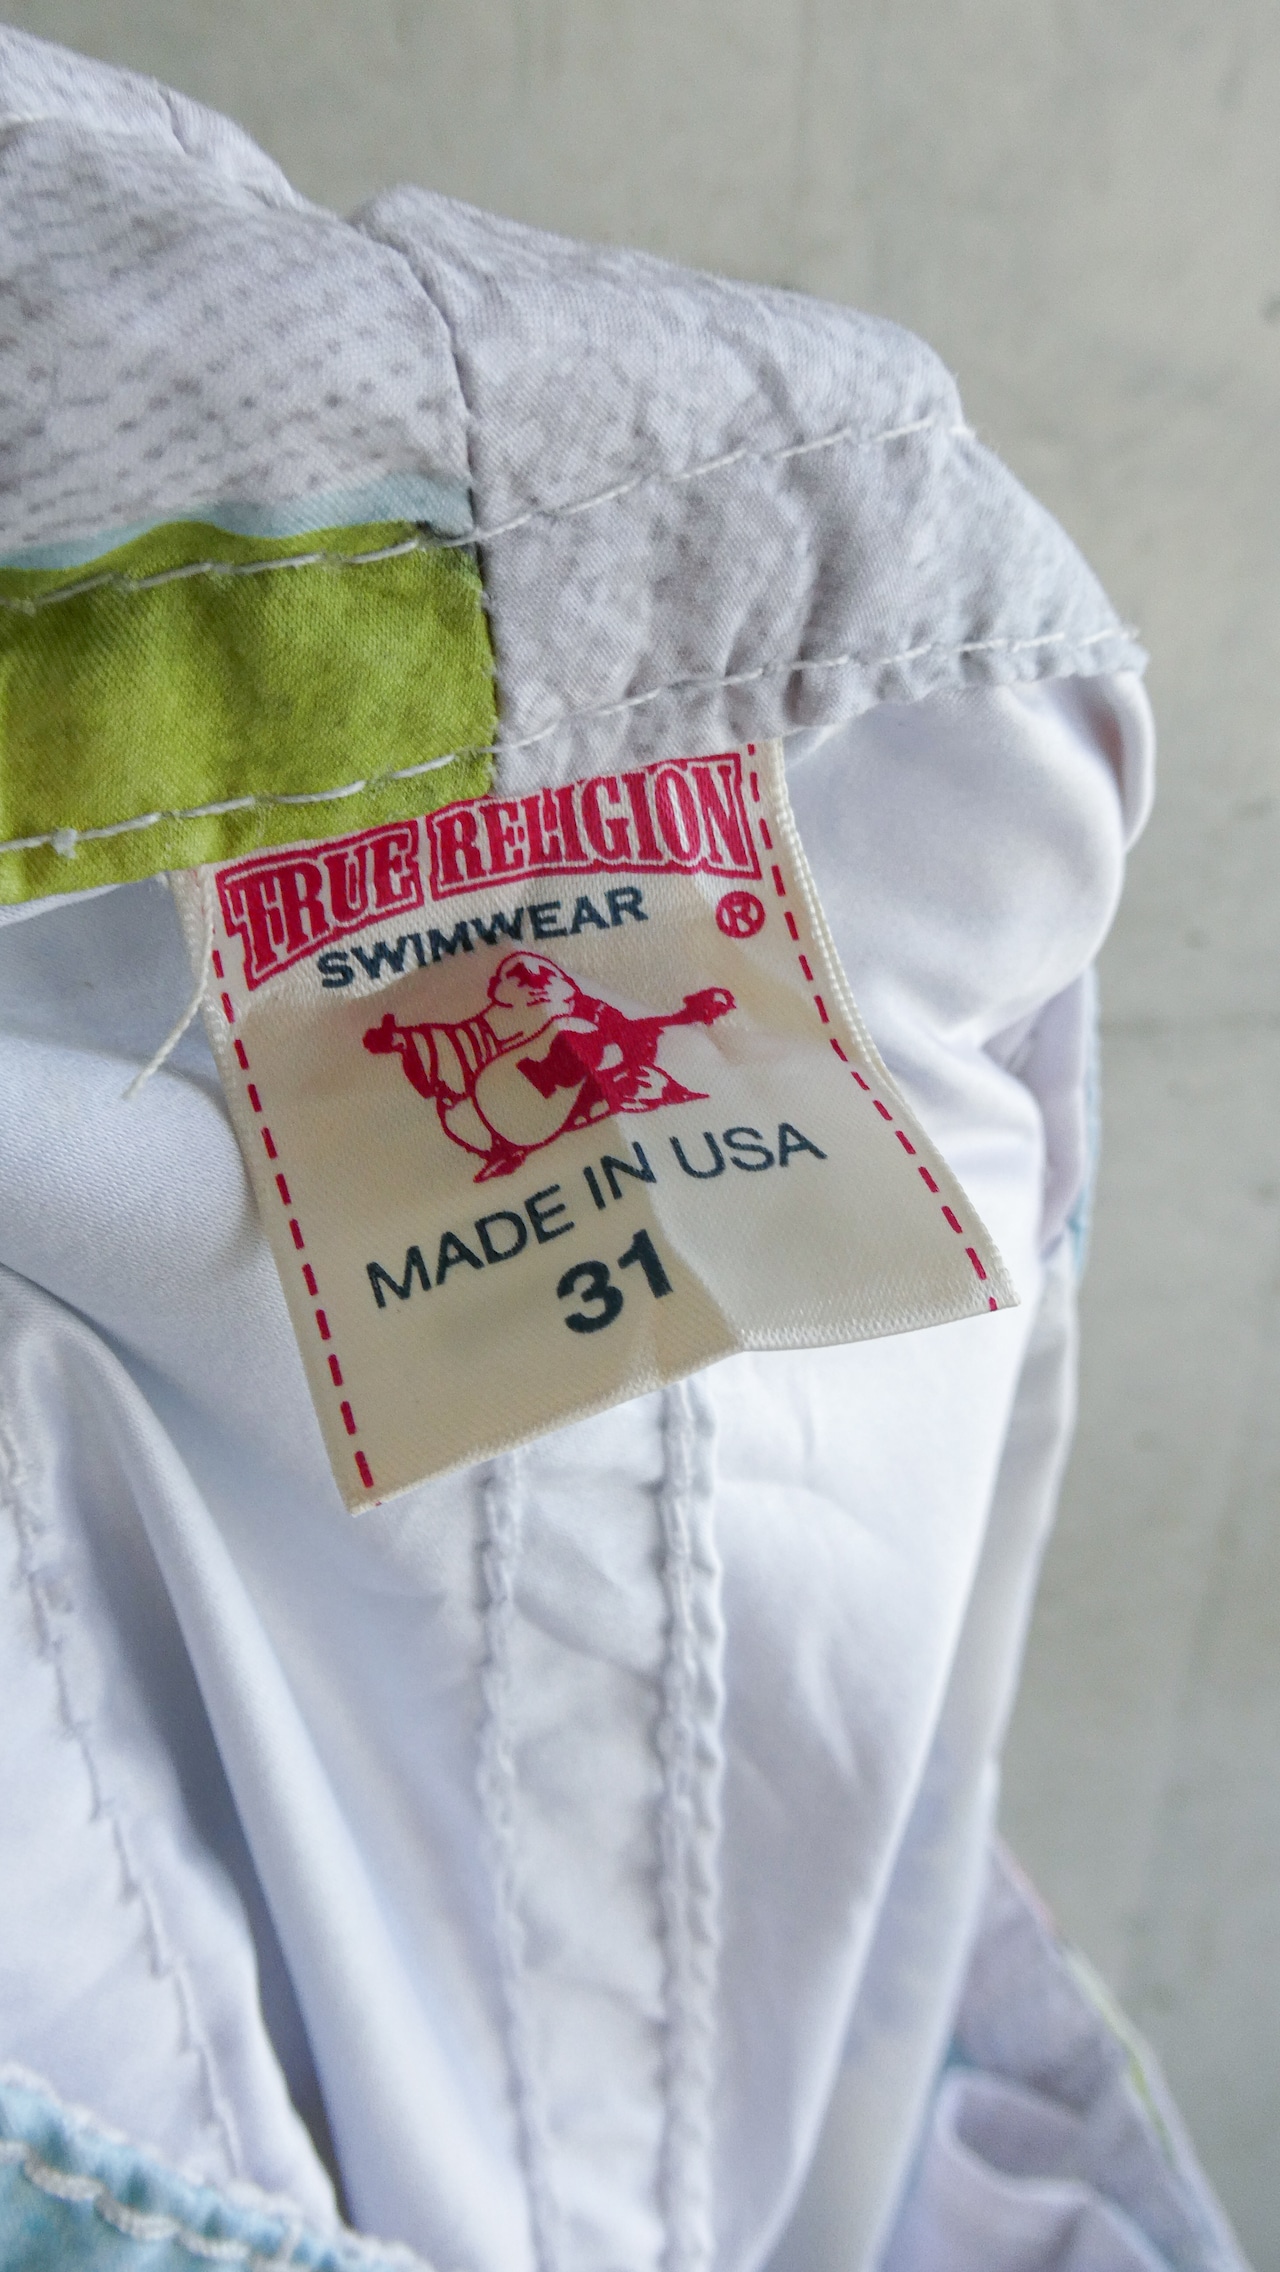 TRUE RELIGION
SWIMWEAR ®
MADE IN USA
31